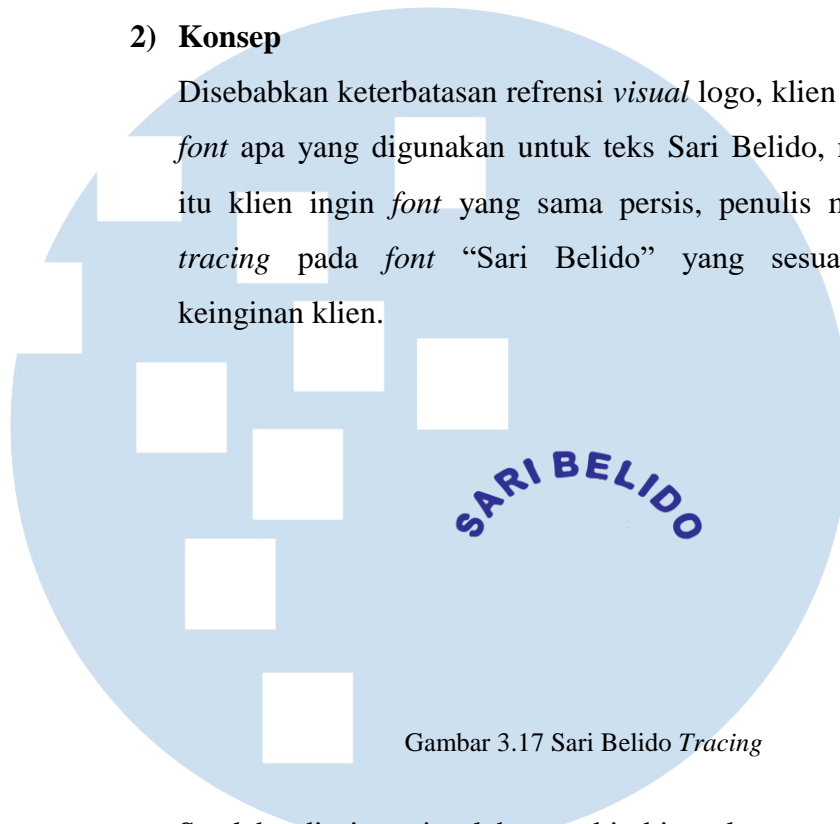 2) Konsep
Disebabkan keterbatasan refrensi visual logo, klien
font apa yang digunakan untuk teks Sari Belido,
itu klien ingin font yang sama persis, penulis
tracing pada font “Sari Belido” yang
keinginan klien.
SARI BELIDO
Gambar 3.17 Sari Belido Tracing